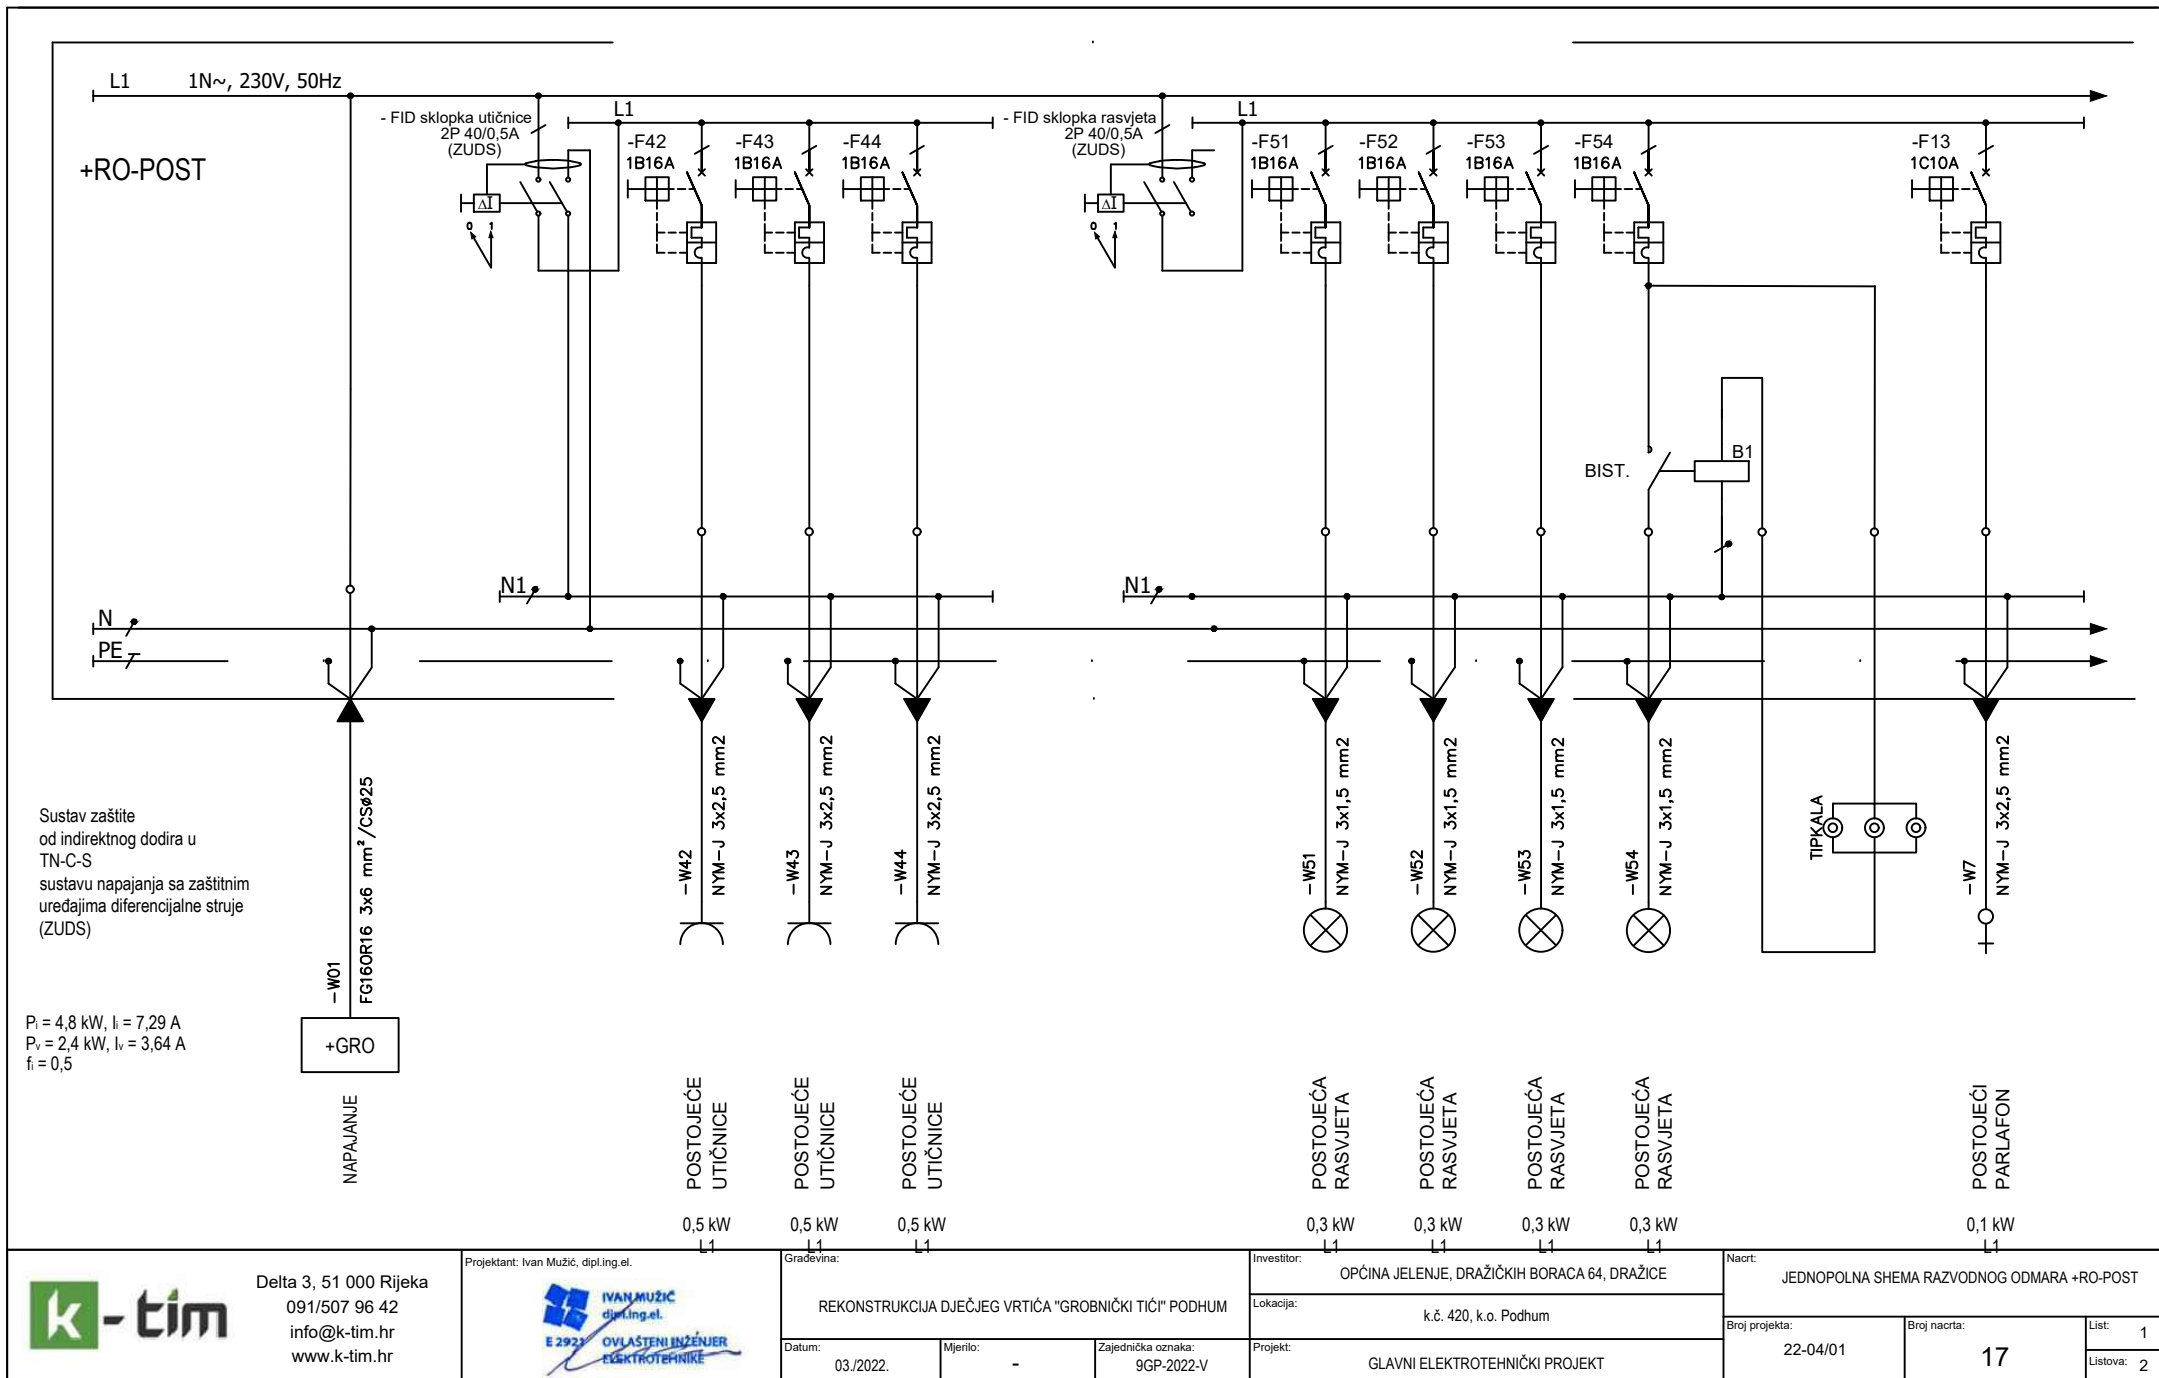 L1 1N~, 230V, 50Hz
+RO-POST
- FID sklopka utičnice
2P 40/0,5A
(ZUDS)
ΔI
0 1
L1
-F42
1B16A
-F43
1B16A
-F44
1B16A
- FID sklopka rasvjeta
2P 40/0,5A
(ZUDS)
ΔI
0 1
L1
-F51
1B16A
-F52
1B16A
-F53
1B16A
-F54
1B16A
-F13
1C10A
BIST.
B1
N1
N1
N
PE
Sustav zaštite
od indirektnog dodira u
TN-C-S
sustavu napajanja sa zaštitnim
uređajima diferencijalne struje
(ZUDS)
Pi = 4,8 kW, Ii = 7,29 A
Pv = 2,4 kW, Iv = 3,64 A
fi = 0,5
-W01
FG16OR16 3x6 mm²/CSø25
+GRO
NAPAJANJE
-W42
NYM-J 3x2,5 mm2
-W43
NYM-J 3x2,5 mm2
-W44
NYM-J 3x2,5 mm2
-W51
NYM-J 3x1,5 mm2
-W52
NYM-J 3x1,5 mm2
-W53
NYM-J 3x1,5 mm2
-W54
NYM-J 3x1,5 mm2
TIPKALA
-W7
NYM-J 3x2,5 mm2
POSTOJEĆE
UTIČNICE
0,5 kW
L1
POSTOJEĆE
UTIČNICE
0,5 kW
L1
POSTOJEĆE
UTIČNICE
0,5 kW
L1
POSTOJEĆA
RASVJETA
0,3 kW
L1
POSTOJEĆA
RASVJETA
0,3 kW
L1
POSTOJEĆA
RASVJETA
0,3 kW
L1
POSTOJEĆA
RASVJETA
0,3 kW
L1
POSTOJEĆI
PARLAFON
0,1 kW
L1
k-tim
Delta 3, 51 000 Rijeka
091/507 96 42
info@k-tim.hr
www.k-tim.hr
Projektant: Ivan Mužić, dipl.ing.el.
IVAN MUŽIĆ
dipl.ing.el.
E 2921 OVLAŠTENI INŽENJER
ELEKTROTEHNIKE
Građevina:
REKONSTRUKCIJA DJEČJEG VRTIĆA "GROBNIČKI TIĆI" PODHUM
Datum:
03./2022.
Mjerilo:
-
Zajednička oznaka:
9GP-2022-V
Investitor:
OPĆINA JELENJE, DRAŽIČKIH BORACA 64, DRAŽICE
Lokacija:
k.č. 420, k.o. Podhum
Projekt:
GLAVNI ELEKTROTEHNIČKI PROJEKT
Nacrt:
JEDNOPOLNA SHEMA RAZVODNOG ODMARA +RO-POST
Broj projekta:
22-04/01
Broj nacrta:
17
List: 1
Listova: 2